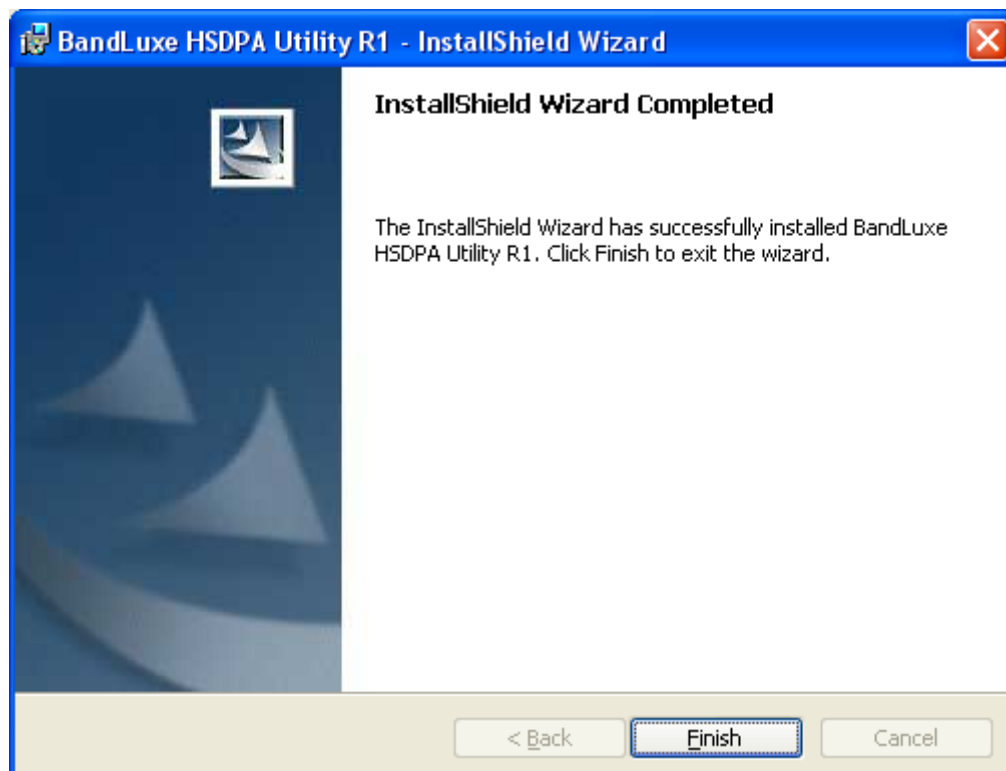 BandLuxe HSDPA Utility R1 - InstallShield Wizard
InstallShield Wizard Completed
The InstallShield Wizard has successfully installed BandLuxe
HSDPA Utility R1. Click Finish to exit the wizard.
< Back
Finish
Cancel